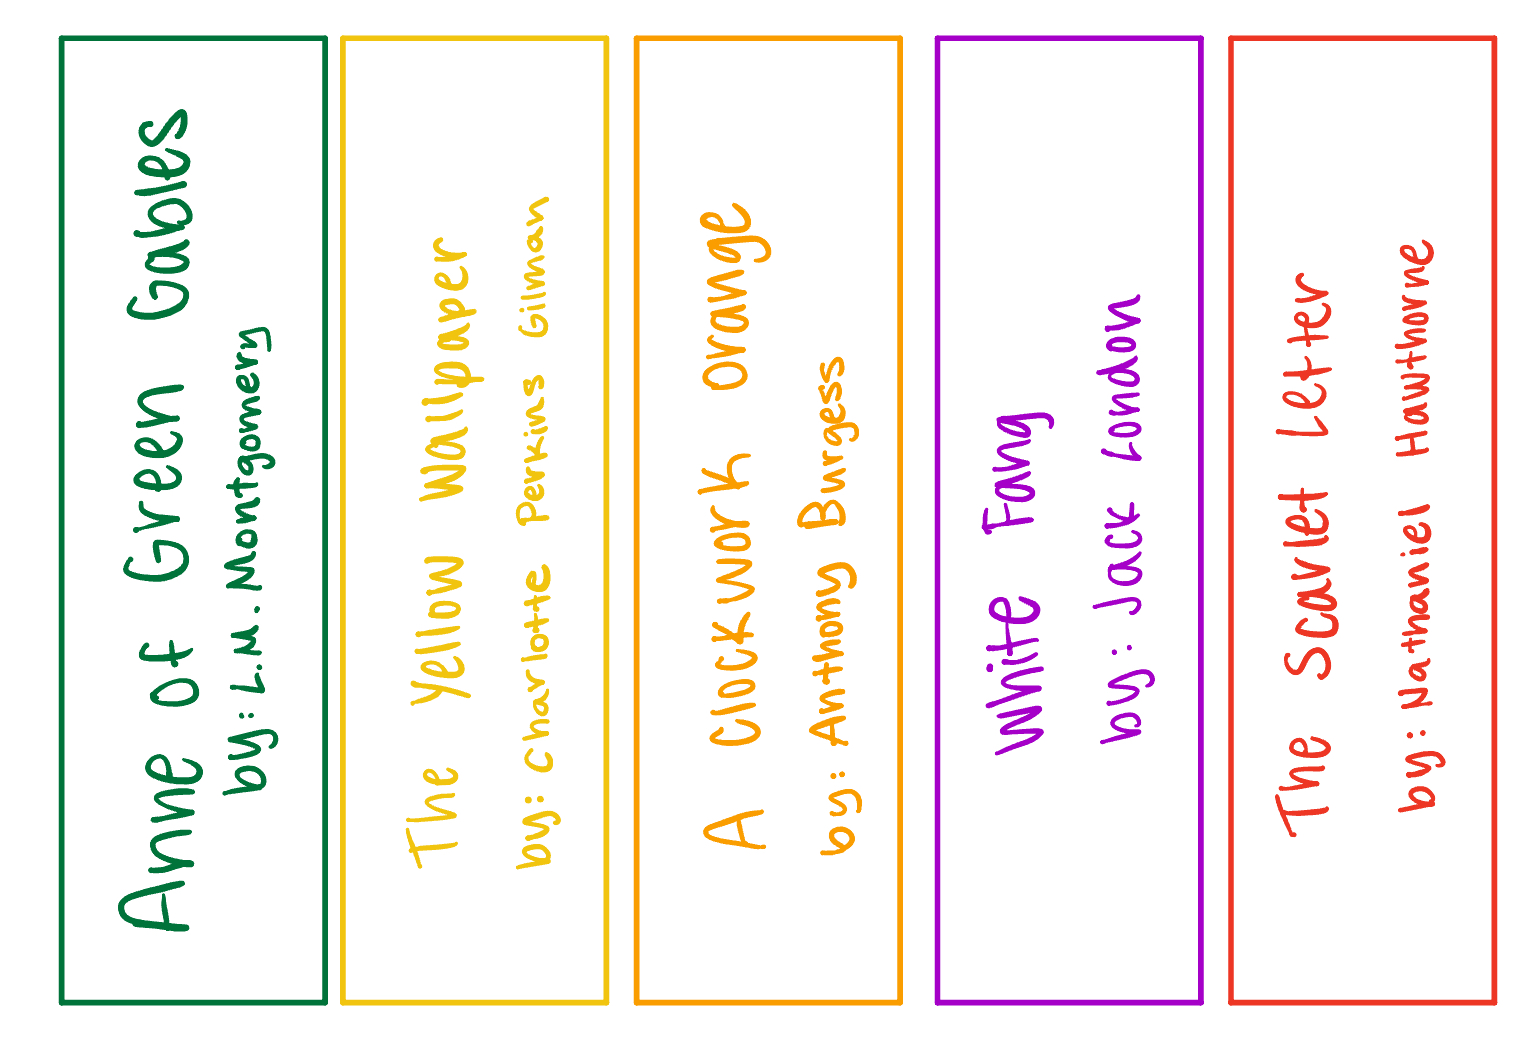 Anne of Green Gables
by: L.M. Montgomery
The Yellow Wallpaper
by: Charlotte Perkins Gilman
A Clockwork Orange
by: Anthony Burgess
White Fang
by: Jack London
The Scarlet Letter
by: Nathaniel Hawthorne